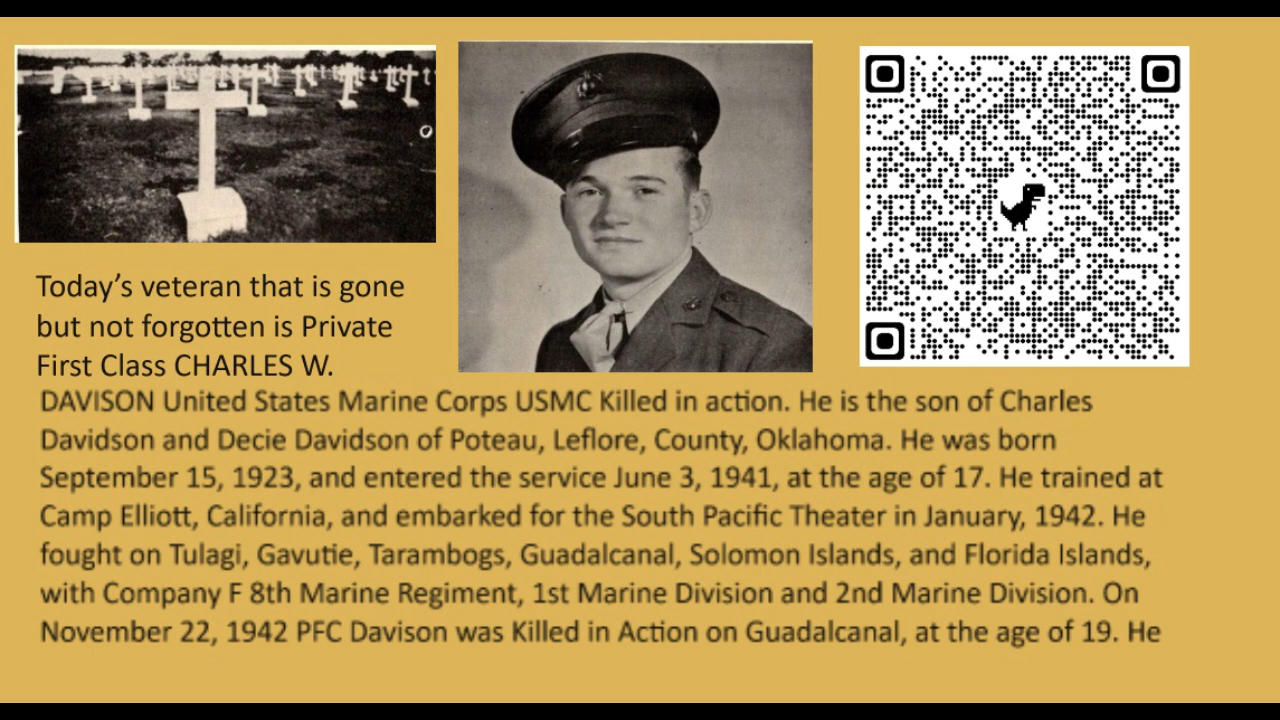 Today’s veteran that is gone
but not forgotten is Private
First Class CHARLES W.
DAVISON United States Marine Corps USMC Killed in action. He is the son of Charles
Davidson and Decie Davidson of Poteau, Leflore, County, Oklahoma. He was born
September 15, 1923, and entered the service June 3, 1941, at the age of 17. He trained at
Camp Elliott, California, and embarked for the South Pacific Theater in January, 1942. He
fought on Tulagi, Gavutie, Tarambogs, Guadalcanal, Solomon Islands, and Florida Islands,
with Company F 8th Marine Regiment, 1st Marine Division and 2nd Marine Division. On
November 22, 1942 PFC Davison was Killed in Action on Guadalcanal, at the age of 19. He